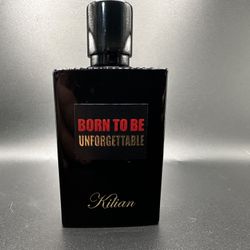 BORN TO BE
UNFORGETTABLE
Kilian